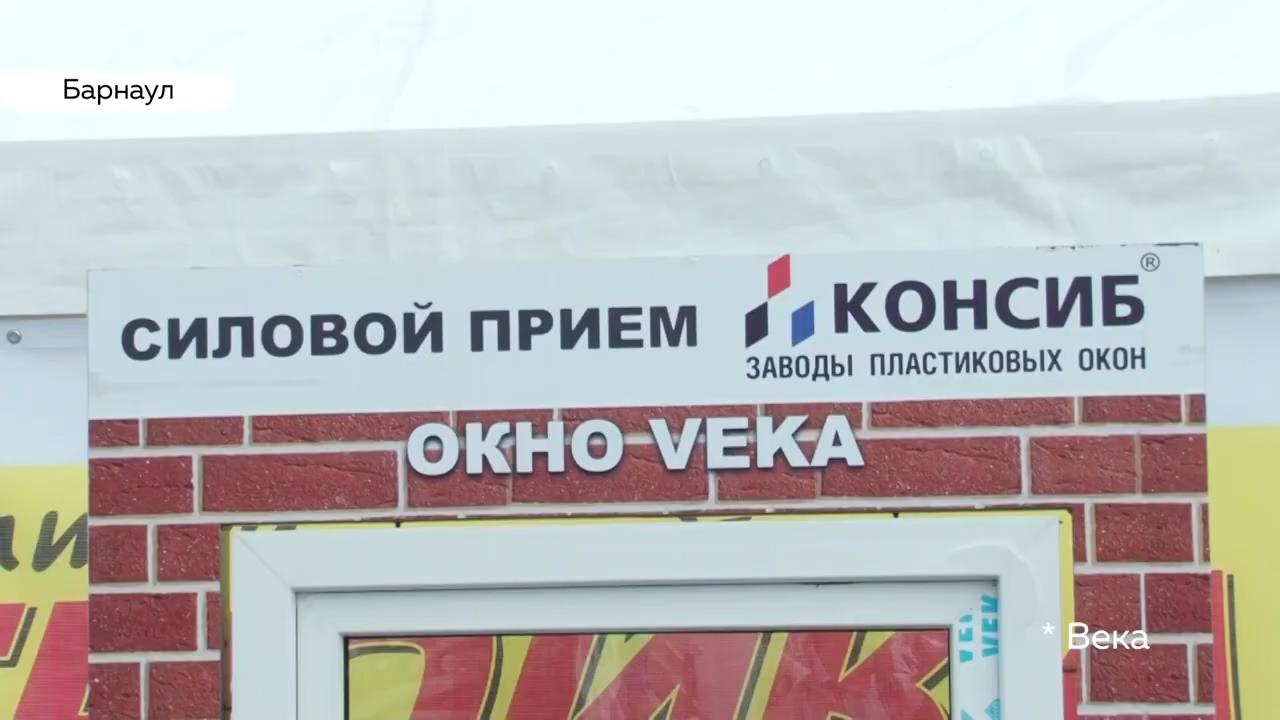 Барнаул
СИЛОВОЙ ПРИЕМ
КОНСИБ®
ЗАВОДЫ ПЛАСТИКОВЫХ ОКОН
ОКНО VEKA
* Века